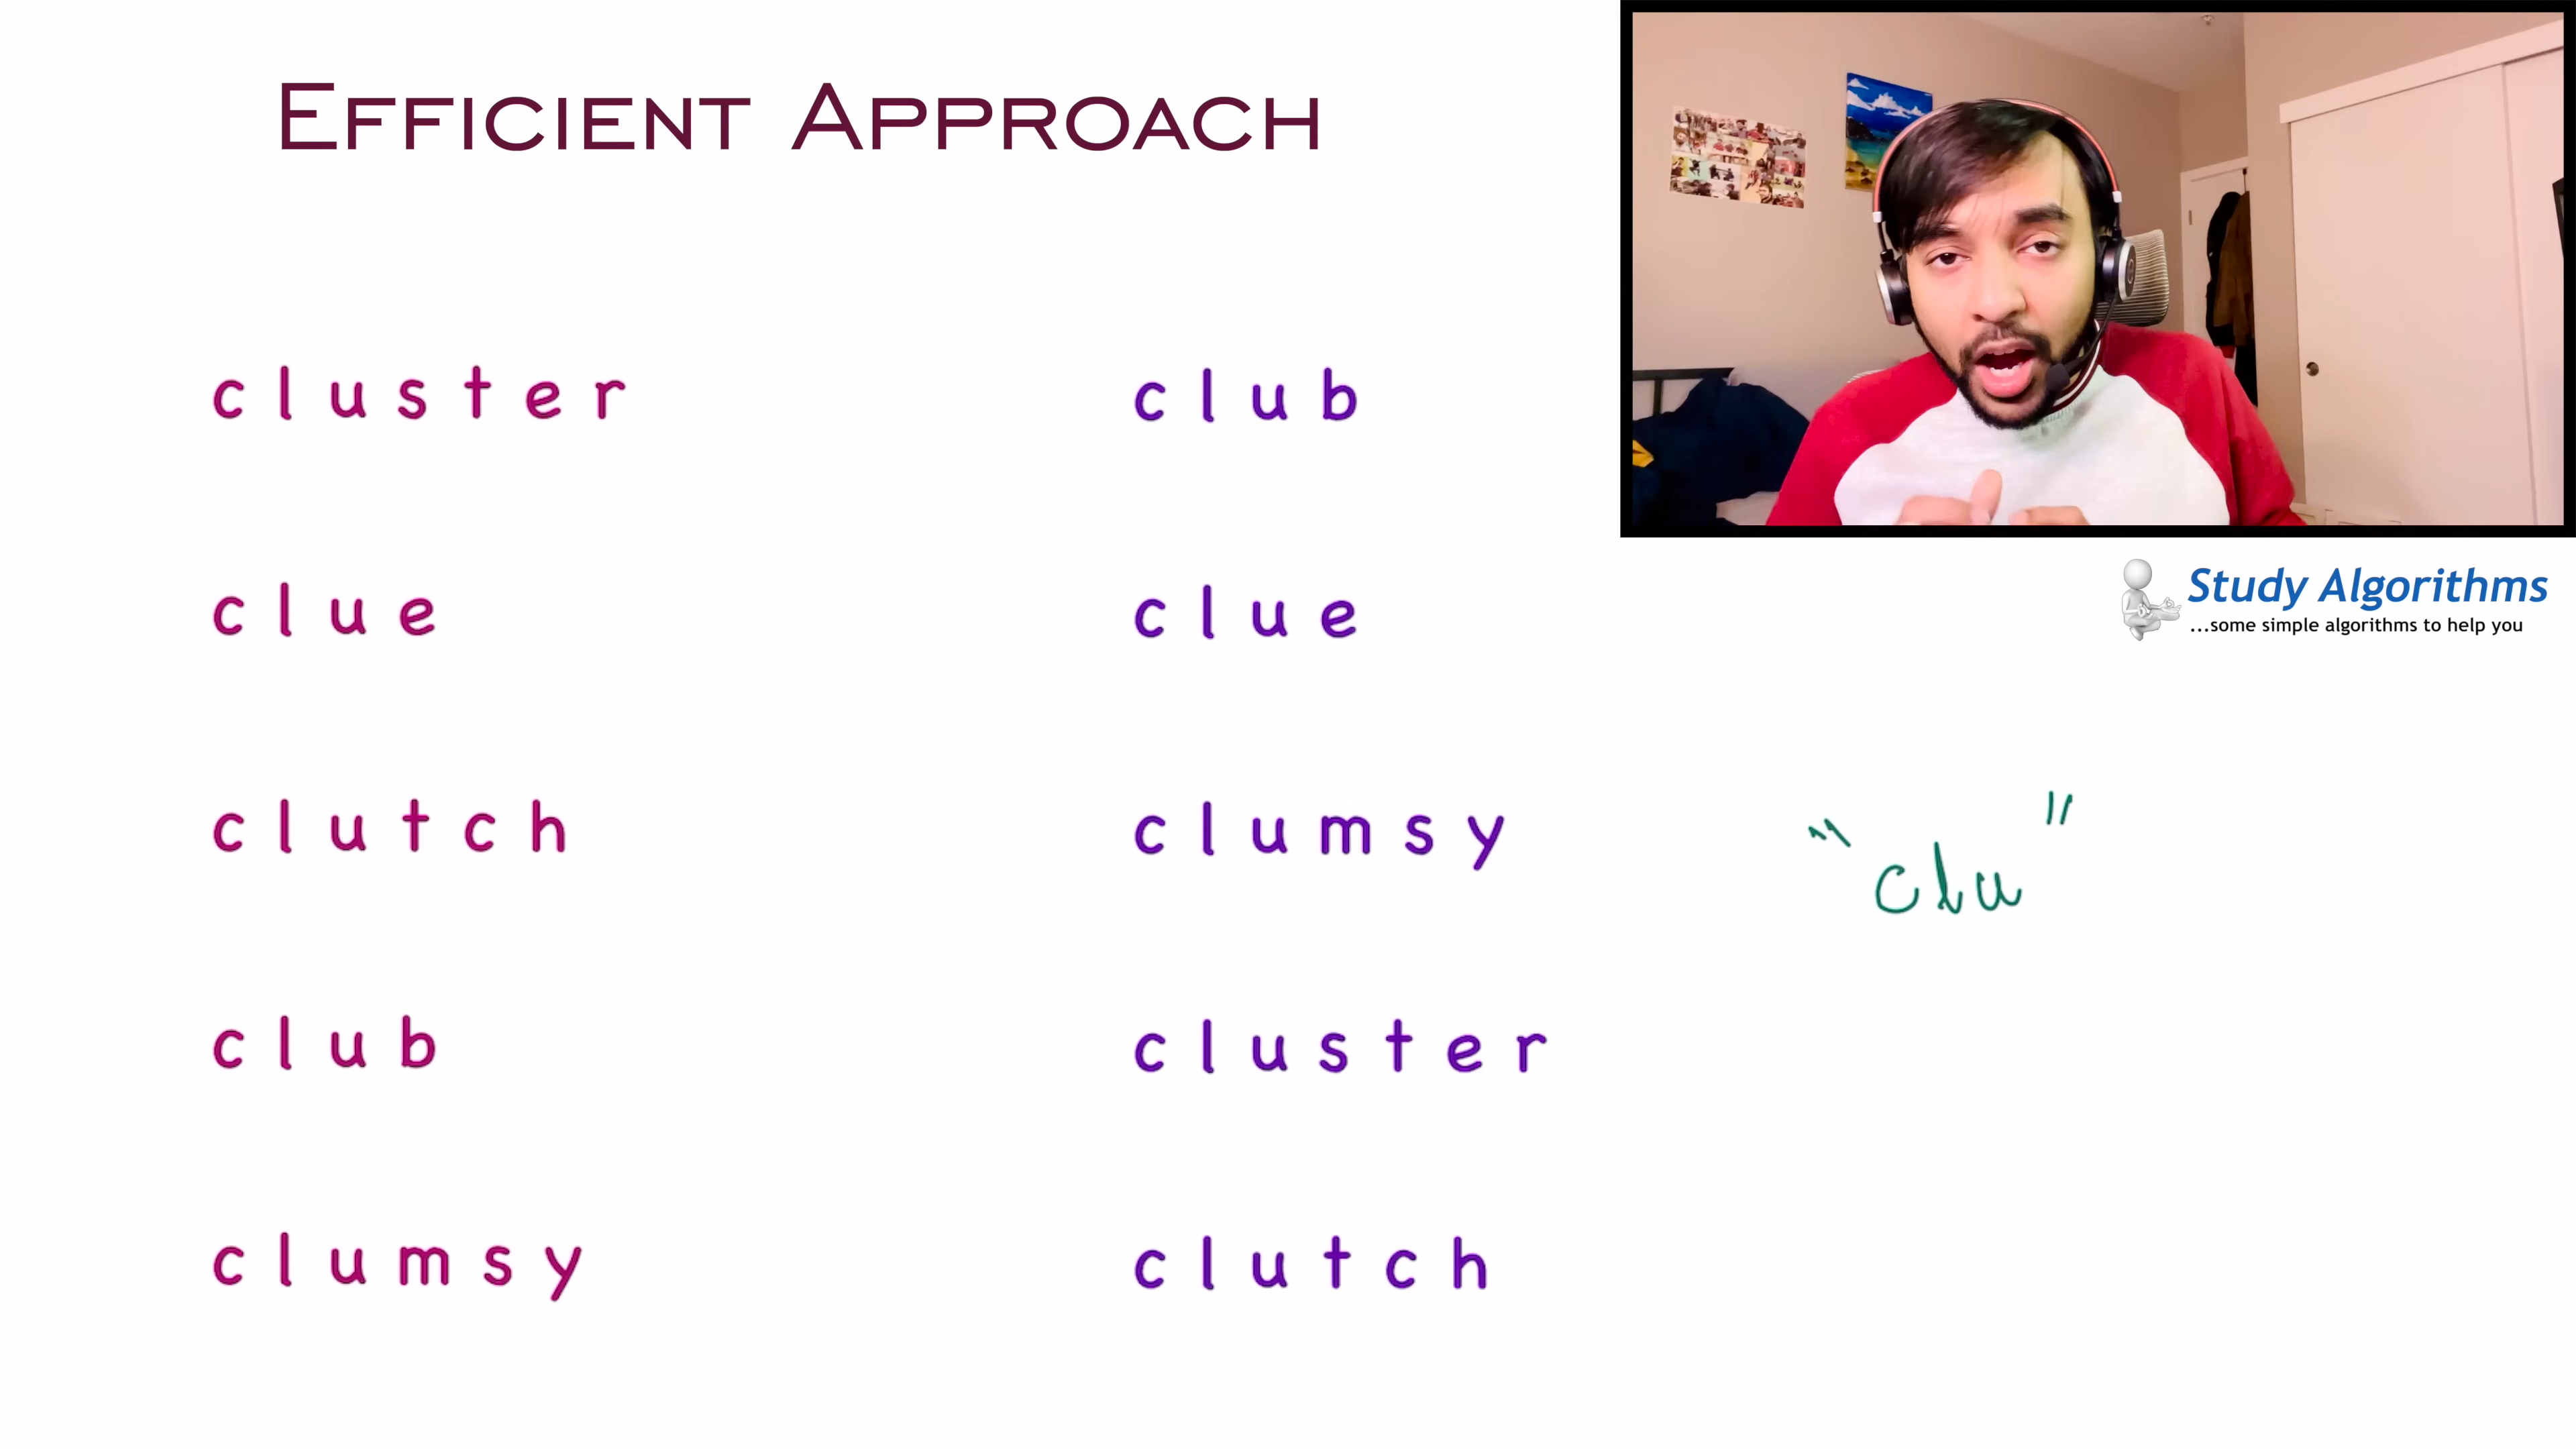 EFFICIENT APPROACH
cluster
clue
clutch
club
clumsy
club
clue
clumsy
cluster
clutch
Study Algorithms
...some simple algorithms to help you
"clu"